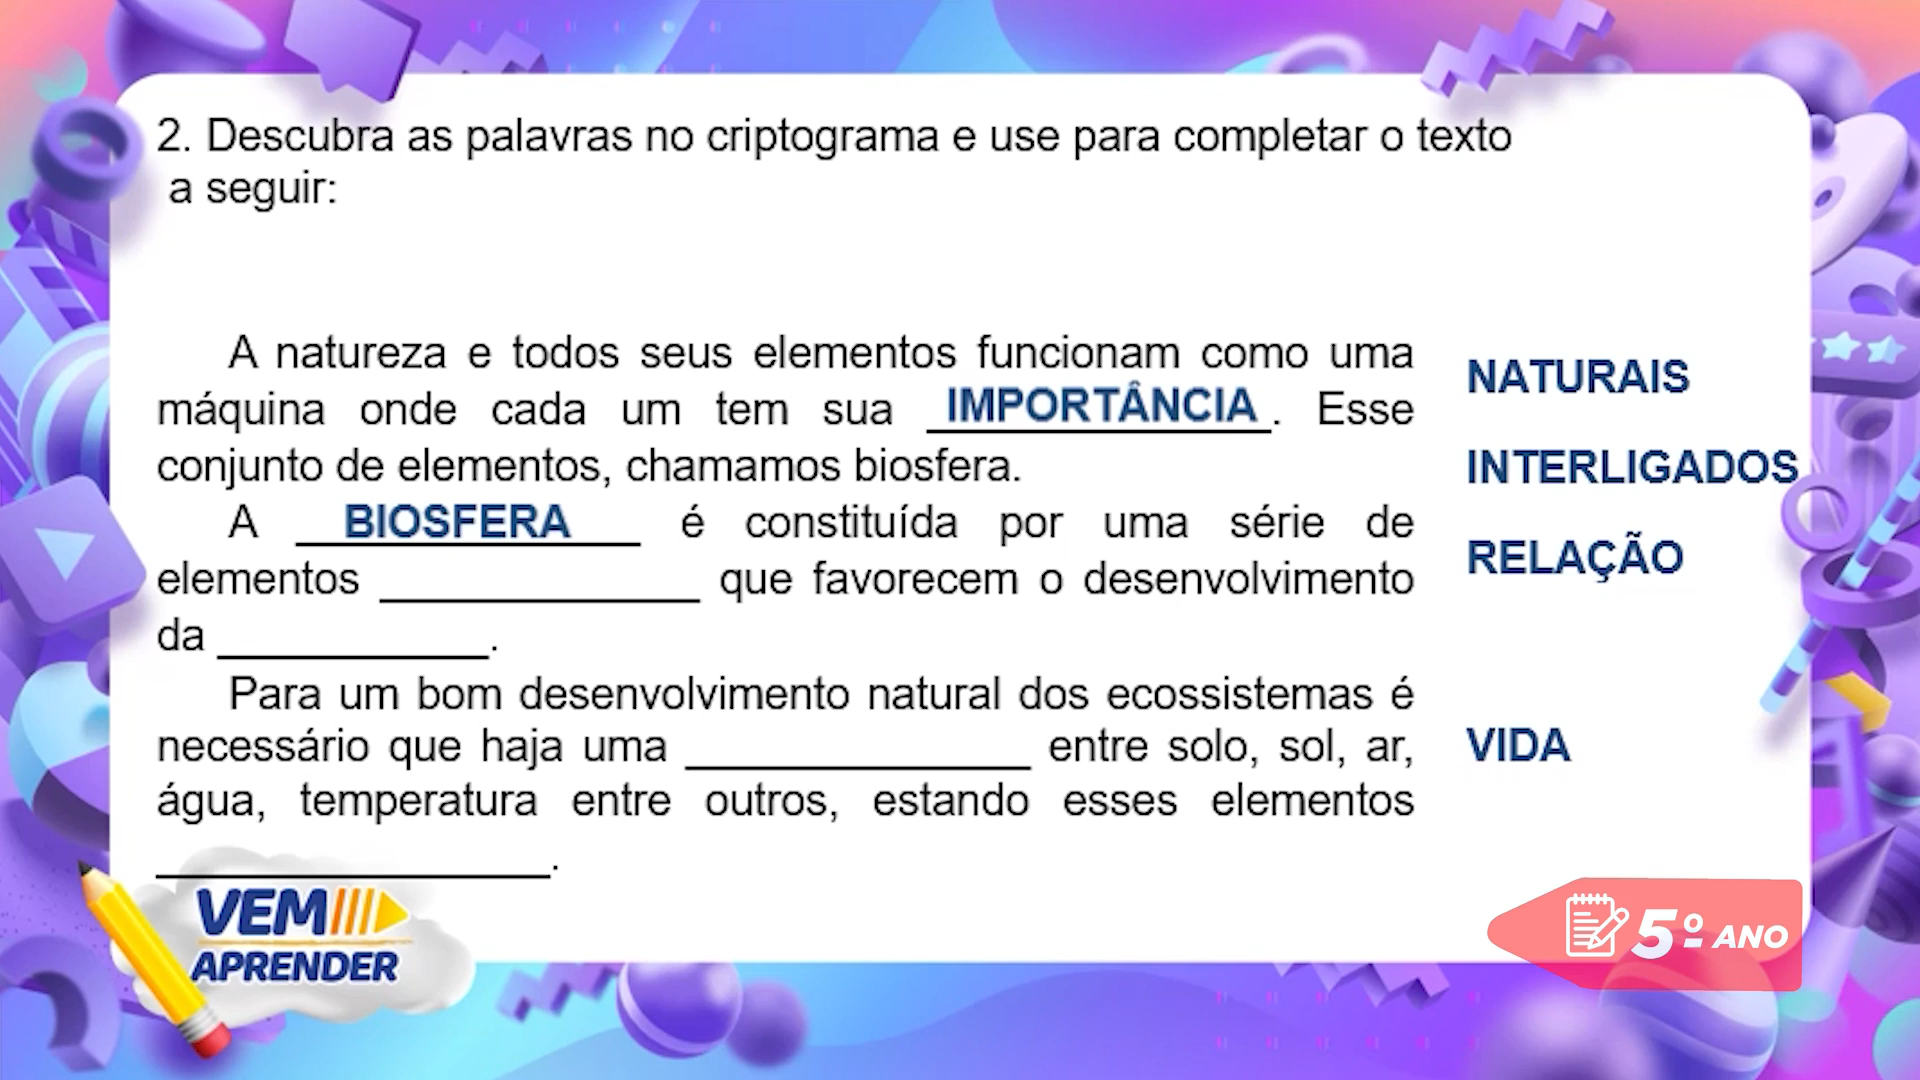 2. Descubra as palavras no criptograma e use para completar o texto
a seguir:
A natureza e todos seus elementos funcionam como uma
máquina onde cada um tem sua IMPORTÂNCIA. Esse
conjunto de elementos, chamamos biosfera.
A BIOSFERA é constituída por uma série de
elementos ______________ que favorecem o desenvolvimento
da ____________.
Para um bom desenvolvimento natural dos ecossistemas é
necessário que haja uma _______________ entre solo, sol, ar,
água, temperatura entre outros, estando esses elementos
_________________.
NATURAIS
INTERLIGADOS
RELAÇÃO
VIDA
VEM
APRENDER
5º ANO